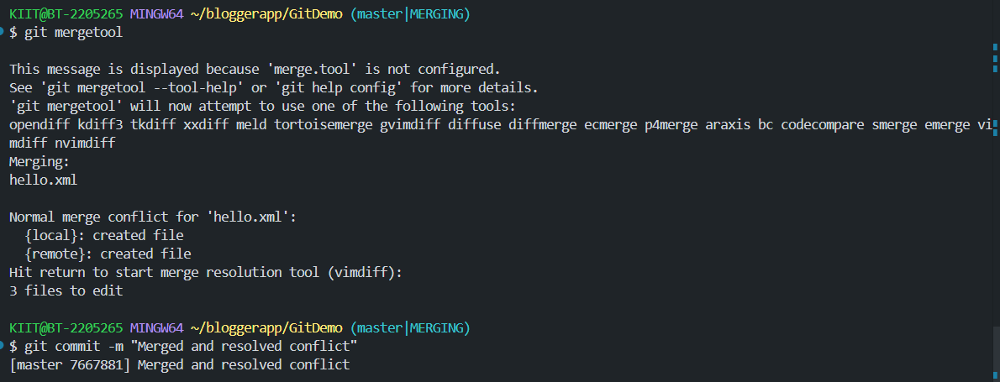 KIIT@BT-2205265 MINGW64 ~/bloggerapp/GitDemo (master|MERGING)
$ git mergetool
This message is displayed because 'merge.tool' is not configured.
See 'git mergetool --tool-help' or 'git help config' for more details.
'git mergetool' will now attempt to use one of the following tools:
opendiff kdiff3 tkdiff xxdiff meld tortoisemerge gvimdiff diffuse diffmerge ecmerge p4merge araxis bc codecompare smerge emerge vi
mdiff nvimdiff
Merging:
hello.xml
Normal merge conflict for 'hello.xml':
  {local}: created file
  {remote}: created file
Hit return to start merge resolution tool (vimdiff):
3 files to edit
KIIT@BT-2205265 MINGW64 ~/bloggerapp/GitDemo (master|MERGING)
$ git commit -m "Merged and resolved conflict"
[master 7667881] Merged and resolved conflict